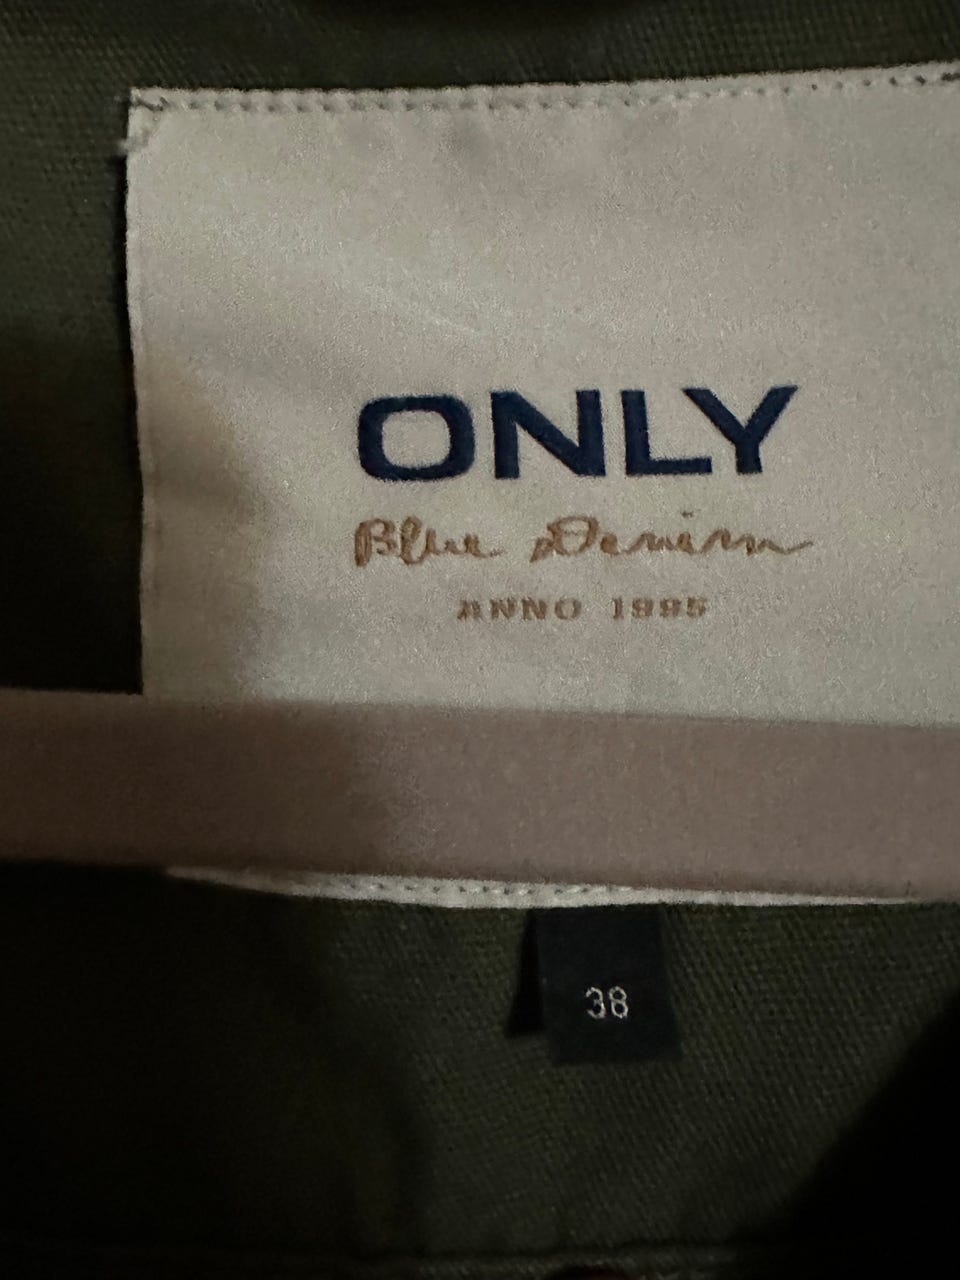 ONLY
Blue Denim
ANNO 1995
38